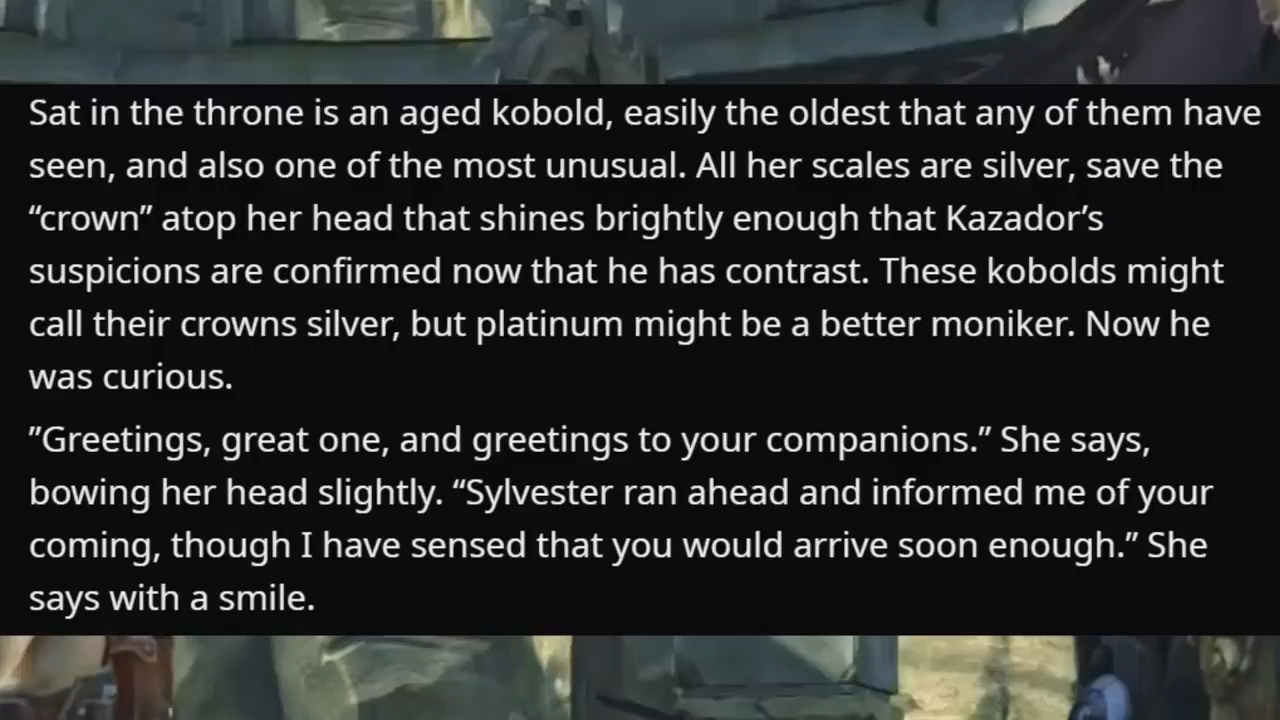 Sat in the throne is an aged kobold, easily the oldest that any of them have
seen, and also one of the most unusual. All her scales are silver, save the
“crown” atop her head that shines brightly enough that Kazador’s
suspicions are confirmed now that he has contrast. These kobolds might
call their crowns silver, but platinum might be a better moniker. Now he
was curious.
”Greetings, great one, and greetings to your companions.” She says,
bowing her head slightly. “Sylvester ran ahead and informed me of your
coming, though I have sensed that you would arrive soon enough.” She
says with a smile.